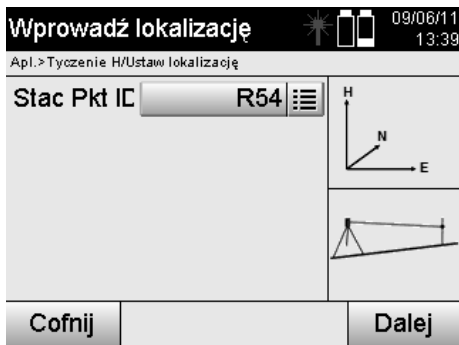 Wprowadź lokalizację
09/06/11
13:39
Apl.>Tyczenie H/Ustaw lokalizację
Stac Pkt ID
R54
H
N
E
Cofnij
Dalej